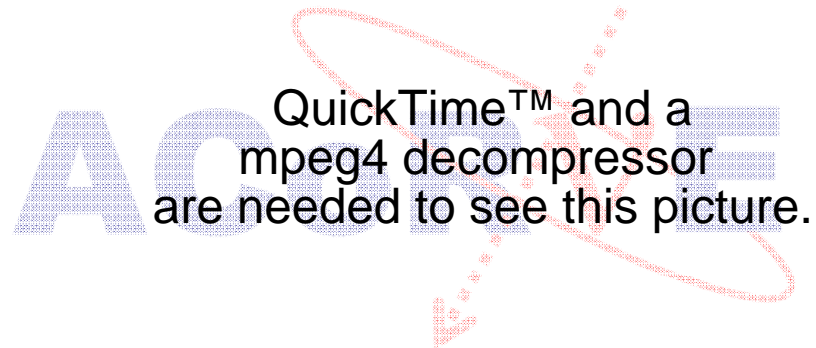 QuickTime™ and a
mpeg4 decompressor
are needed to see this picture.